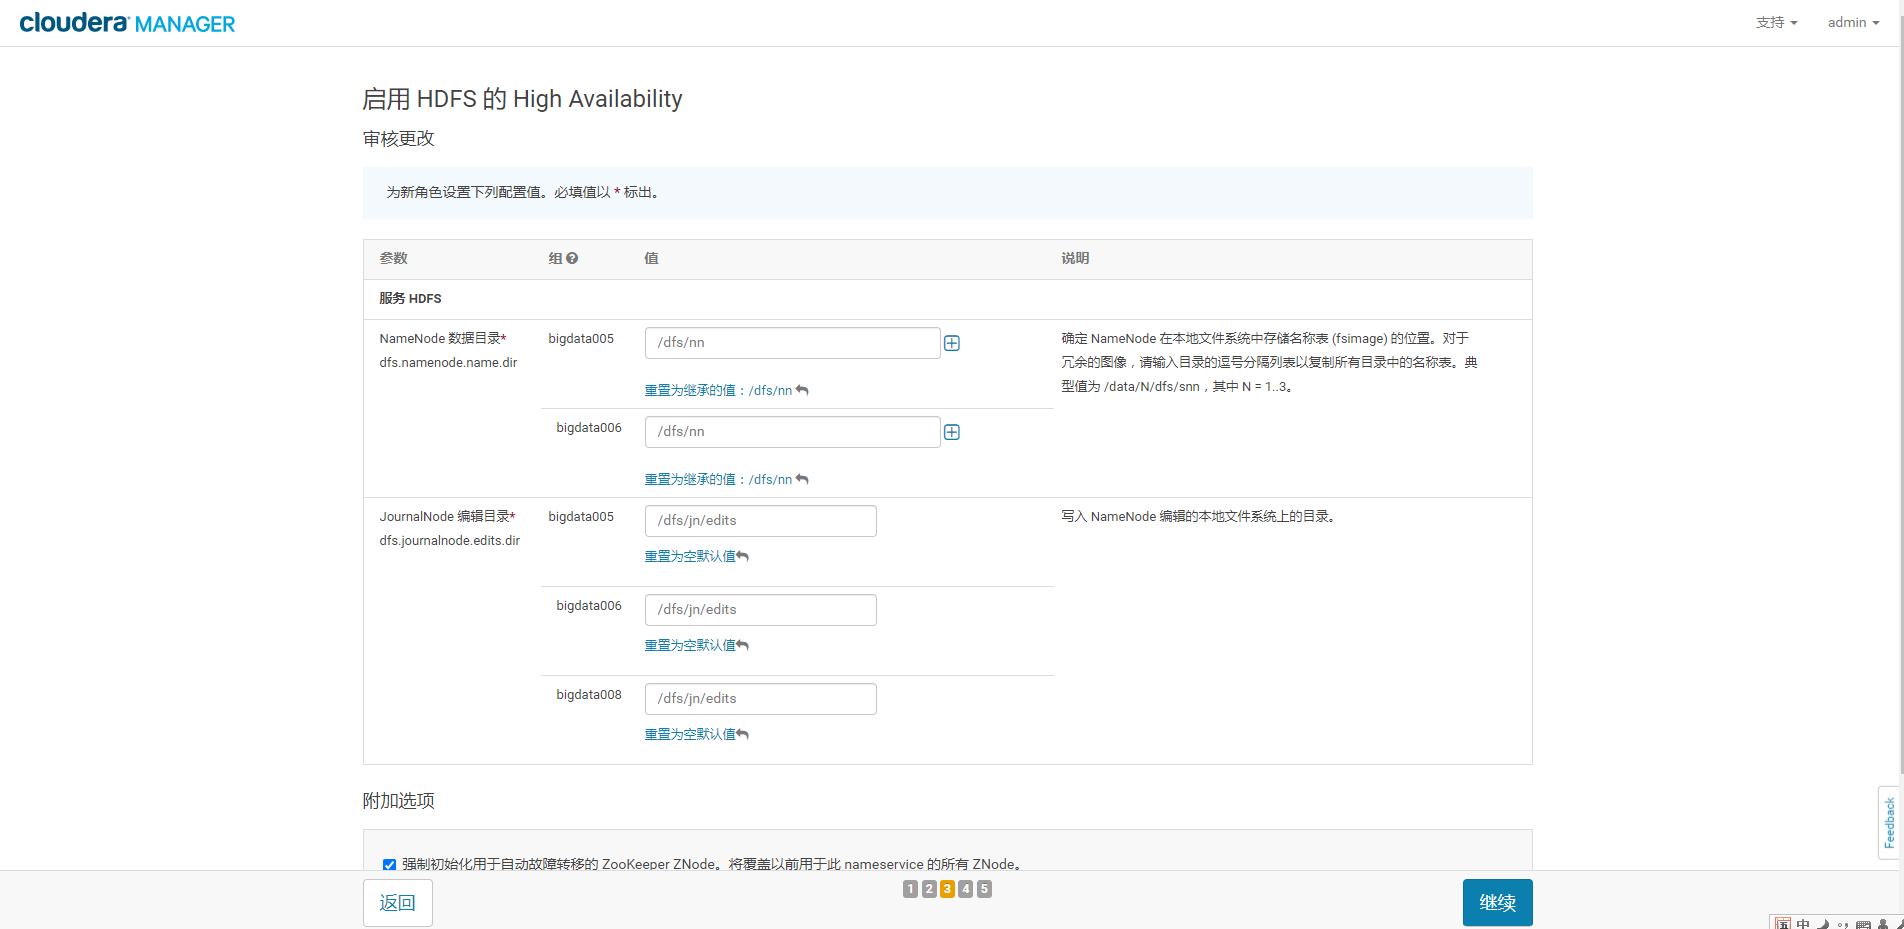 cloudera MANAGER
支持
admin
启用 HDFS 的 High Availability
审核更改
为新角色设置下列配置值。必填值以 * 标出。
参数 组 值 说明
服务 HDFS
NameNode 数据目录*
dfs.namenode.name.dir
bigdata005
/dfs/nn
重置为继承的值：/dfs/nn
确定 NameNode 在本地文件系统中存储名称表 (fsimage) 的位置。对于
冗余的图像，请输入目录的逗号分隔列表以复制所有目录中的名称表。典
型值为 /data/N/dfs/snn，其中 N = 1..3。
bigdata006
/dfs/nn
重置为继承的值：/dfs/nn
JournalNode 编辑目录*
dfs.journalnode.edits.dir
bigdata005
/dfs/jn/edits
重置为空默认值
写入 NameNode 编辑的本地文件系统上的目录。
bigdata006
/dfs/jn/edits
重置为空默认值
bigdata008
/dfs/jn/edits
重置为空默认值
附加选项
强制初始化用于自动故障转移的 ZooKeeper ZNode。将覆盖以前用于此 nameservice 的所有 ZNode。
返回
1 2 3 4 5
继续
Feedback
五 中